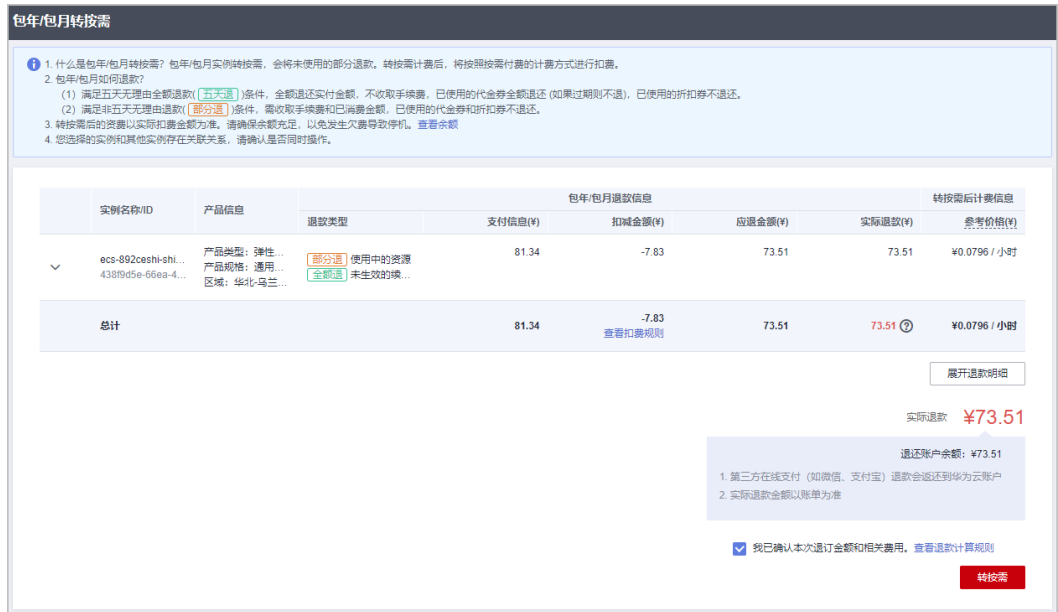 包年/包月转按需
1. 什么是包年/包月转按需？包年/包月实例转按需，会将未使用的部分退款。转按需计费后，将按照按需付费的计费方式进行扣费。
2. 包年/包月如何退款？
（1）满足五天无理由全额退款( 五天退 )条件，全额退还实付金额，不收取手续费，已使用的代金券全额退还 (如果过期则不退)，已使用的折扣券不退还。
（2）满足非五天无理由退款( 部分退 )条件，需收取手续费和已消费金额，已使用的代金券和折扣券不退还。
3. 转按需后的资费以实际扣费金额为准。请确保余额充足，以免发生欠费导致停机。查看余额
4. 您选择的实例和其他实例存在关联关系，请确认是否同时操作。
实例名称/ID 产品信息 包年/包月退款信息 转按需后计费信息
退款类型 支付信息(¥) 扣减金额(¥) 应退金额(¥) 实际退款(¥) 参考价格(¥)
ecs-892ceshi-shi... 产品类型：弹性... 部分退 使用中的资源 81.34 -7.83 73.51 73.51 ¥0.0796 / 小时
438f9d5e-66ea-4... 产品规格：通用... 全额退 未生效的续...
区域：华北-乌兰...
总计 81.34 -7.83 73.51 73.51 ¥0.0796 / 小时
查看扣费规则
展开退款明细
实际退款 ¥73.51
退还账户余额：¥73.51
1. 第三方在线支付（如微信、支付宝）退款会返还到华为云账户
2. 实际退款金额以账单为准
我已确认本次退订金额和相关费用。查看退款计算规则
转按需